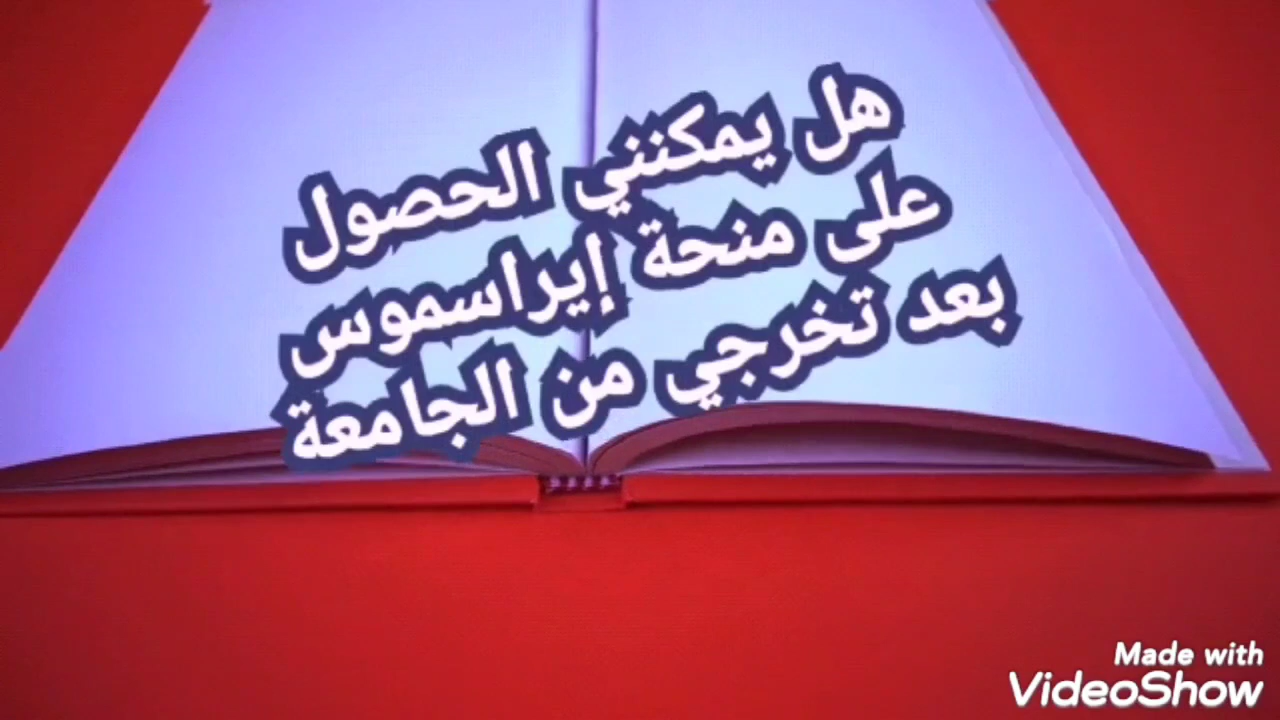 هل يمكنني الحصول
على منحة إيراسموس
بعد تخرجي من الجامعة
Made with
VideoShow